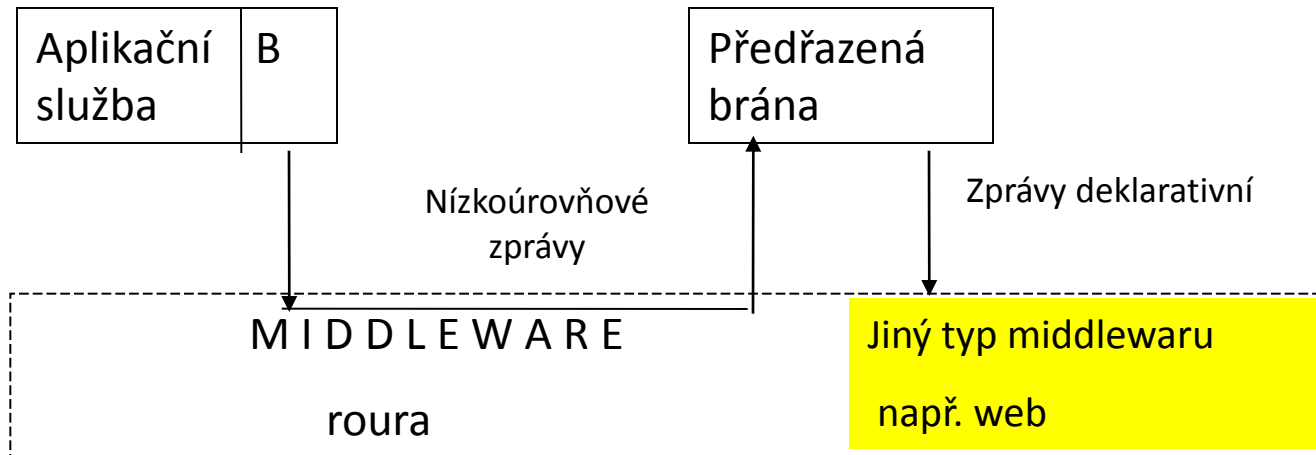 Aplikační
služba
B
Předřazená
brána
Nízkoúrovňové
zprávy
Zprávy deklarativní
M I D D L E W A R E
roura
Jiný typ middlewaru
např. web